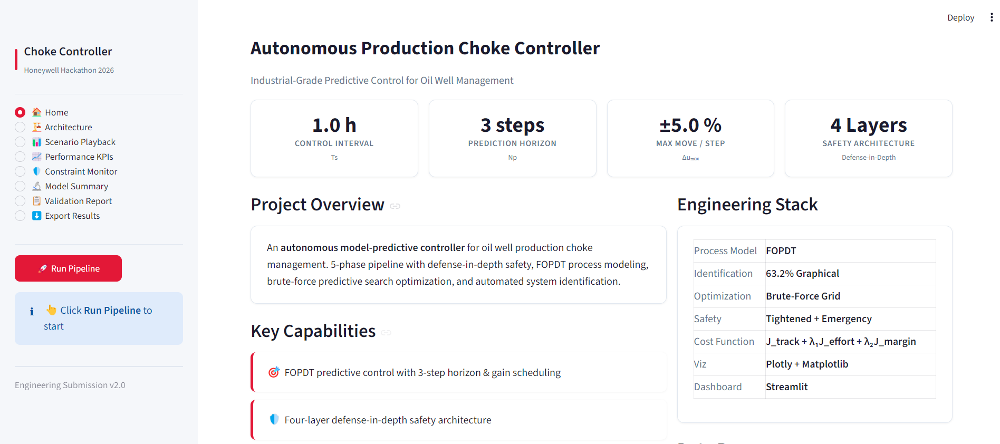 Deploy
Choke Controller
Honeywell Hackathon 2026
Home
Architecture
Scenario Playback
Performance KPIs
Constraint Monitor
Model Summary
Validation Report
Export Results
Run Pipeline
Click Run Pipeline to
start
Engineering Submission v2.0
Autonomous Production Choke Controller
Industrial-Grade Predictive Control for Oil Well Management
1.0 h
CONTROL INTERVAL
Ts
3 steps
PREDICTION HORIZON
Np
±5.0 %
MAX MOVE / STEP
Δuₘₐₓ
4 Layers
SAFETY ARCHITECTURE
Defense-in-Depth
Project Overview
An autonomous model-predictive controller for oil well production choke
management. 5-phase pipeline with defense-in-depth safety, FOPDT process modeling,
brute-force predictive search optimization, and automated system identification.
Key Capabilities
FOPDT predictive control with 3-step horizon & gain scheduling
Four-layer defense-in-depth safety architecture
Engineering Stack
Process Model FOPDT
Identification 63.2% Graphical
Optimization Brute-Force Grid
Safety Tightened + Emergency
Cost Function J_track + λ₁J_effort + λ₂J_margin
Viz Plotly + Matplotlib
Dashboard Streamlit